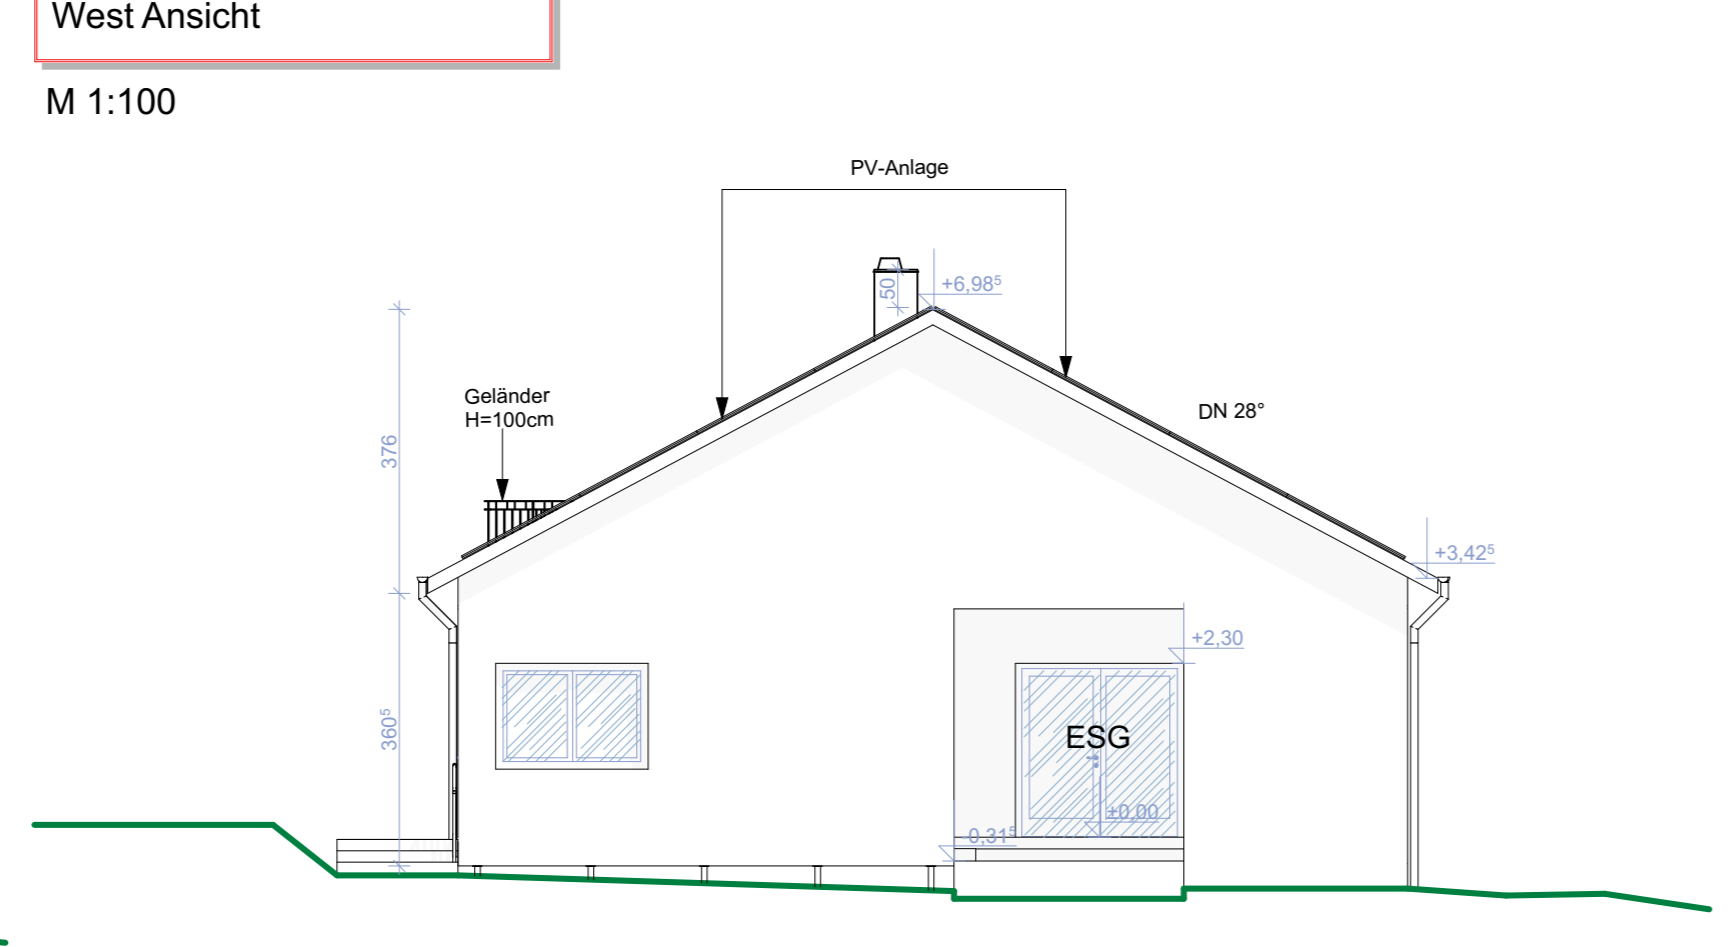 West Ansicht
M 1:100
PV-Anlage
50
+6,98⁵
Geländer
H=100cm
DN 28°
376
+3,42⁵
+2,30
360⁵
ESG
±0,00
-0,31⁵